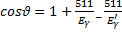 cosϑ = 1 + 511/E_γ - 511/E'_γ